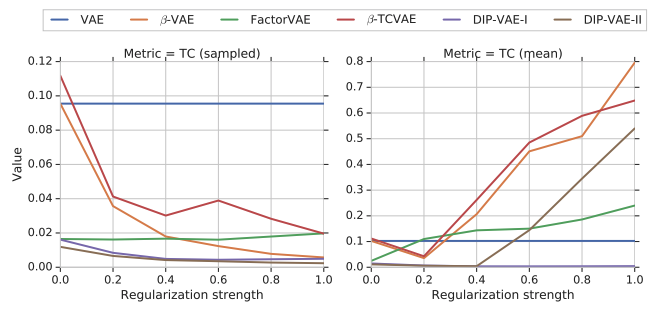 VAE β-VAE FactorVAE β-TCVAE DIP-VAE-I DIP-VAE-II
Metric = TC (sampled)
0.12
0.10
0.08
0.06
0.04
0.02
0.00
Value
0.0 0.2 0.4 0.6 0.8 1.0
Regularization strength
Metric = TC (mean)
0.8
0.7
0.6
0.5
0.4
0.3
0.2
0.1
0.0
0.0 0.2 0.4 0.6 0.8 1.0
Regularization strength